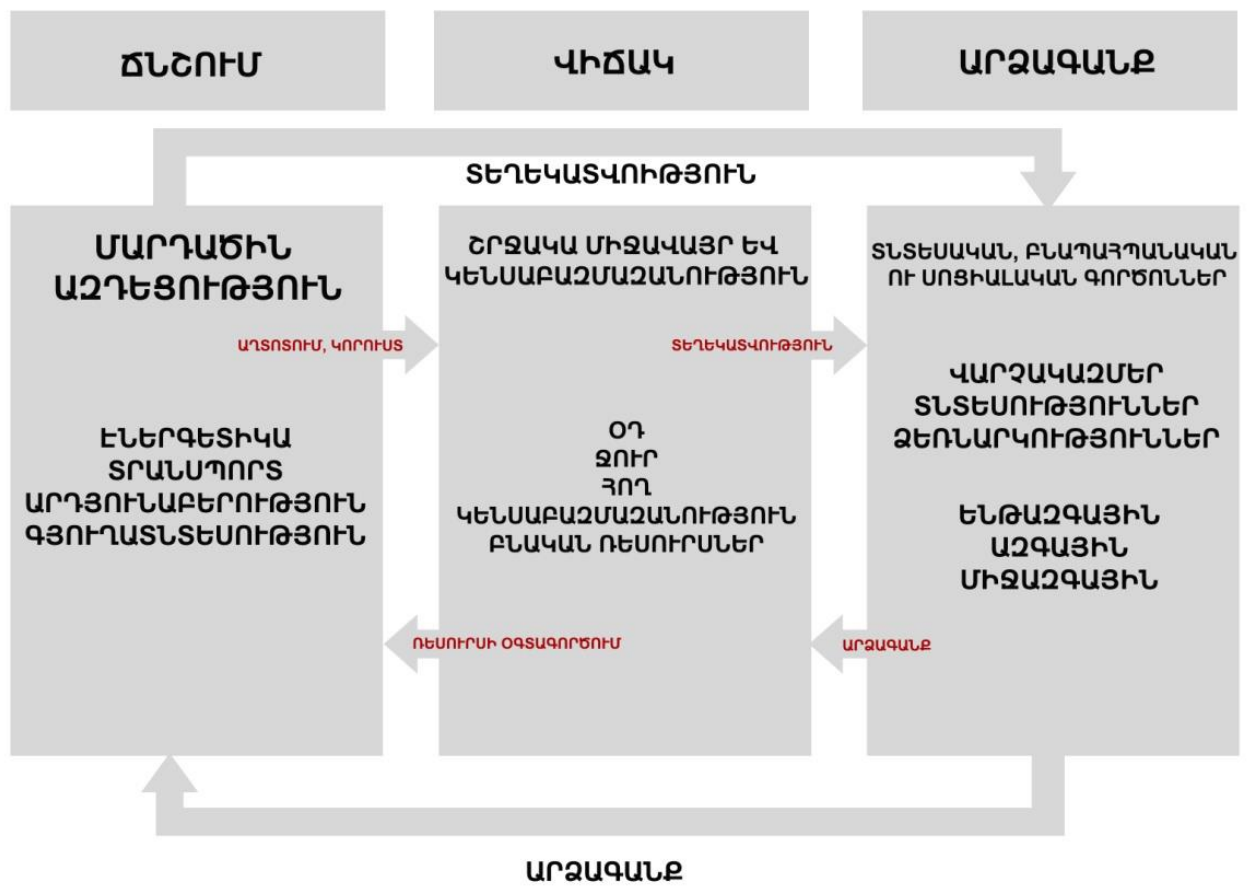 ՃՆՇՈՒՄ
ՎԻՃԱԿ
ԱՐՁԱԳԱՆՔ
ՏԵՂԵԿԱՏՎՈՒԹՅՈՒՆ
ՄԱՐԴԱԾԻՆ
ԱԶԴԵՑՈՒԹՅՈՒՆ
ԱՂՏՈՏՈՒՄ, ԿՈՐՈՒՍՏ
ԷՆԵՐԳԵՏԻԿԱ
ՏՐԱՆՍՊՈՐՏ
ԱՐԴՅՈՒՆԱԲԵՐՈՒԹՅՈՒՆ
ԳՅՈՒՂԱՏՆՏԵՍՈՒԹՅՈՒՆ
ՇՐՋԱԿԱ ՄԻՋԱՎԱՅՐ ԵՎ
ԿԵՆՍԱԲԱԶՄԱԶԱՆՈՒԹՅՈՒՆ
ՏԵՂԵԿԱՏՎՈՒԹՅՈՒՆ
ՕԴ
ՋՈՒՐ
ՀՈՂ
ԿԵՆՍԱԲԱԶՄԱԶԱՆՈՒԹՅՈՒՆ
ԲՆԱԿԱՆ ՌԵՍՈՒՐՍՆԵՐ
ՌԵՍՈՒՐՍԻ ՕԳՏԱԳՈՐԾՈՒՄ
ՏՆՏԵՍԱԿԱՆ, ԲՆԱՊԱՀՊԱՆԱԿԱՆ
ՈՒ ՍՈՑԻԱԼԱԿԱՆ ԳՈՐԾՈՆՆԵՐ
ՎԱՐՉԱԿԱԶՄԵՐ
ՏՆՏԵՍՈՒԹՅՈՒՆՆԵՐ
ՁԵՌՆԱՐԿՈՒԹՅՈՒՆՆԵՐ
ԵՆԹԱԶԳԱՅԻՆ
ԱԶԳԱՅԻՆ
ՄԻՋԱԶԳԱՅԻՆ
ԱՐՁԱԳԱՆՔ
ԱՐՁԱԳԱՆՔ